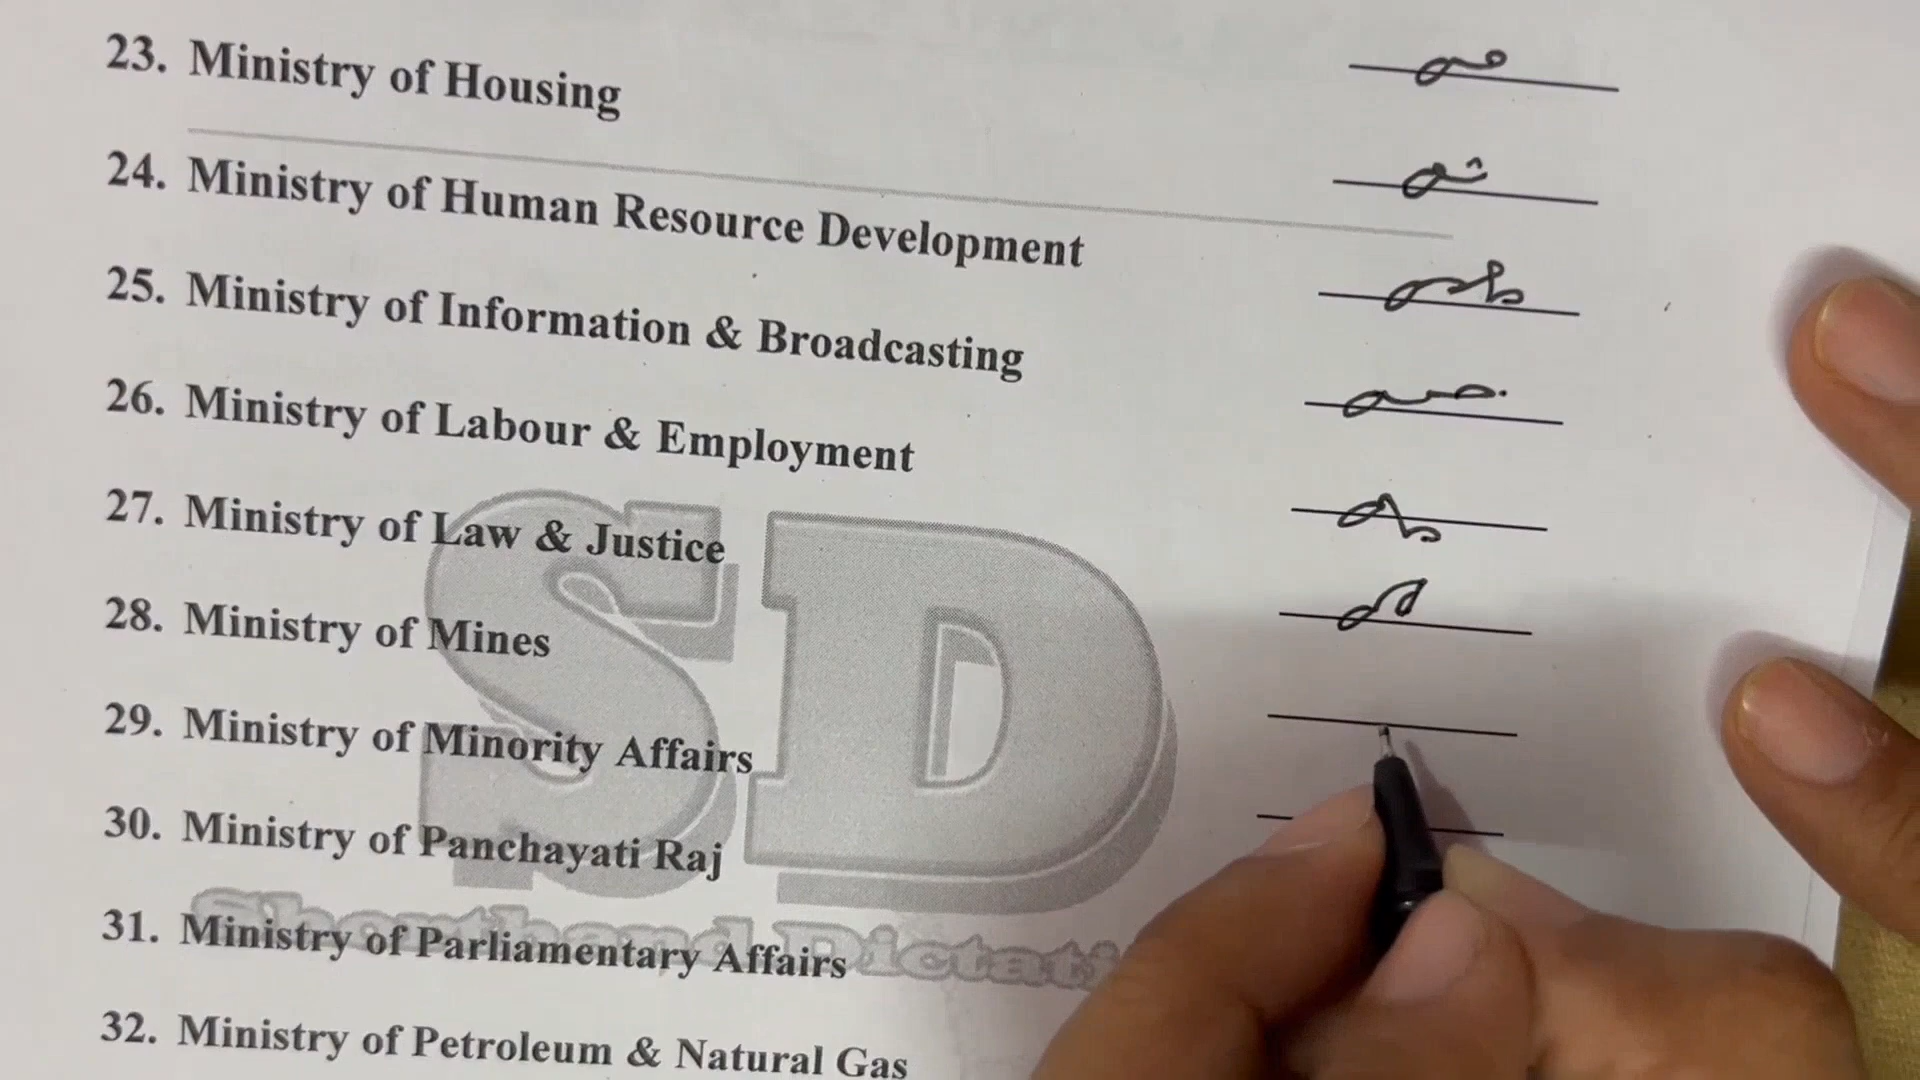 23. Ministry of Housing
24. Ministry of Human Resource Development
25. Ministry of Information & Broadcasting
26. Ministry of Labour & Employment
27. Ministry of Law & Justice
28. Ministry of Mines
29. Ministry of Minority Affairs
30. Ministry of Panchayati Raj
31. Ministry of Parliamentary Affairs
32. Ministry of Petroleum & Natural Gas
SD
Shorthand Dictati